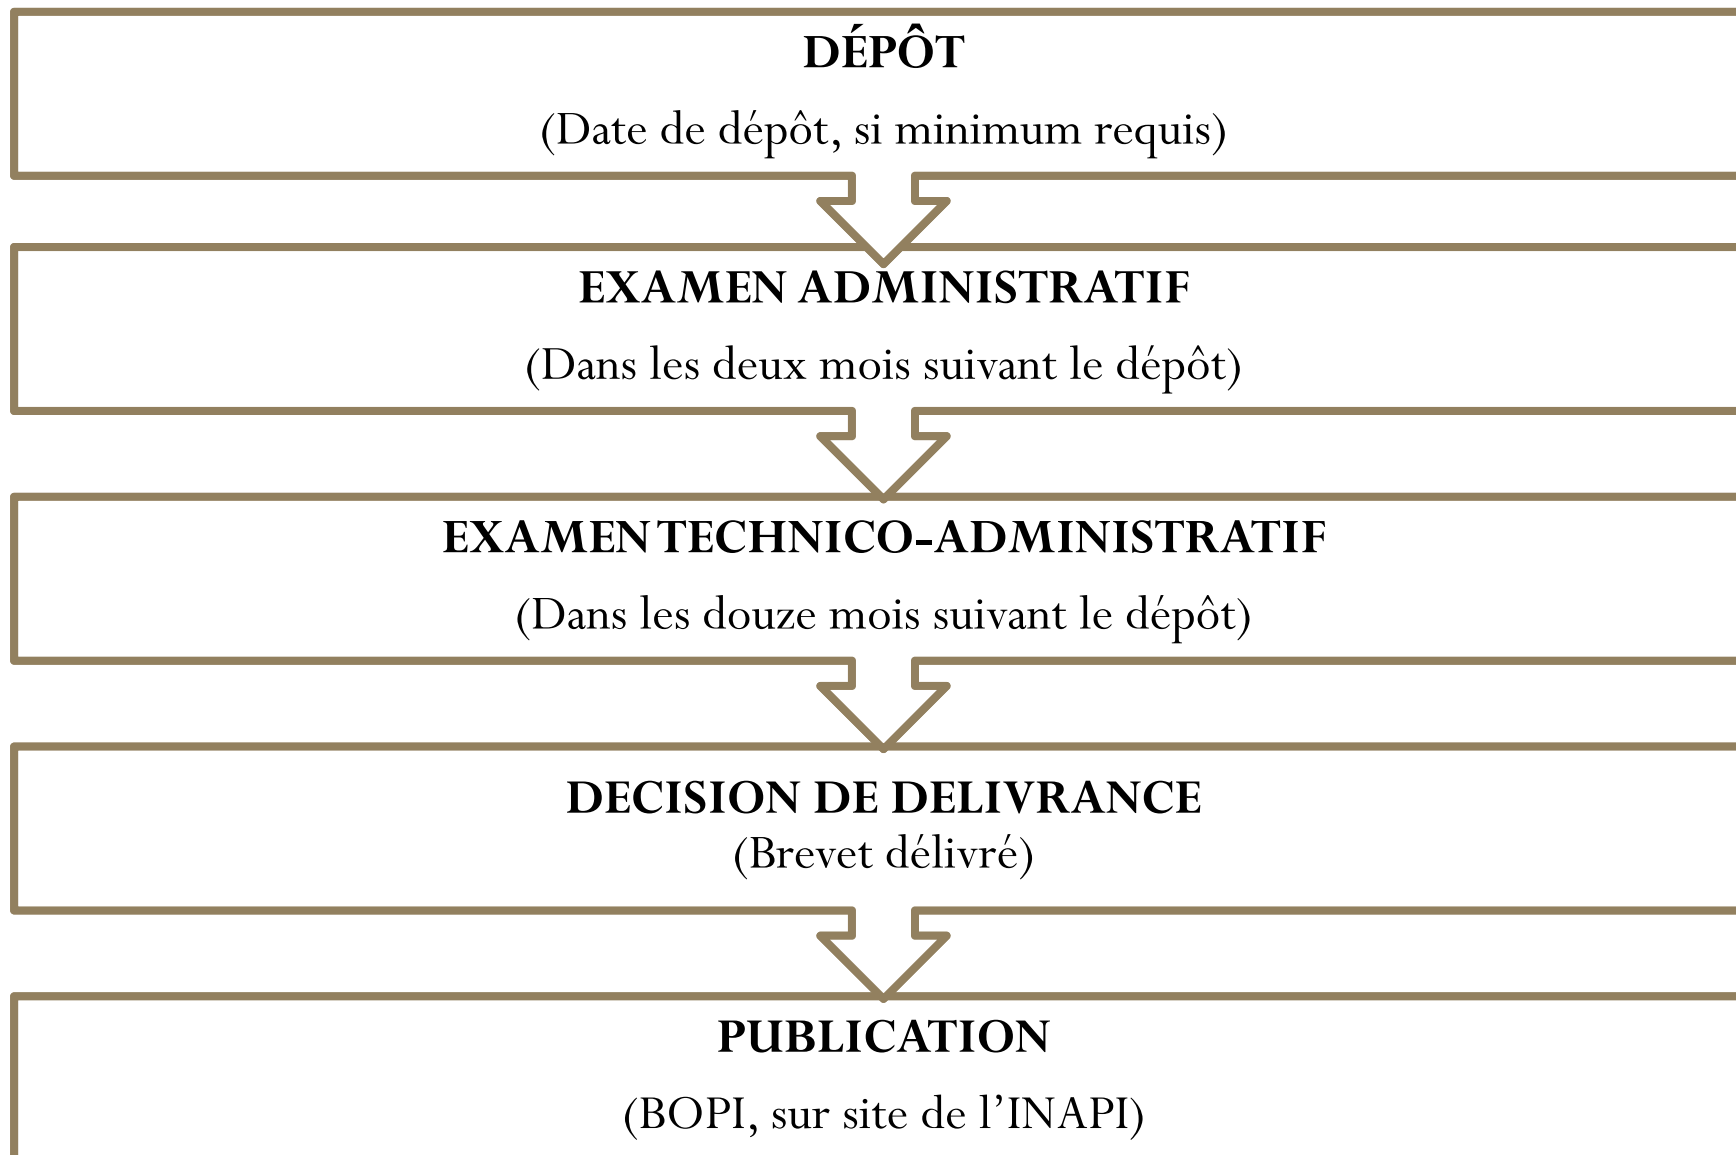 DÉPÔT
(Date de dépôt, si minimum requis)
EXAMEN ADMINISTRATIF
(Dans les deux mois suivant le dépôt)
EXAMEN TECHNICO-ADMINISTRATIF
(Dans les douze mois suivant le dépôt)
DECISION DE DELIVRANCE
(Brevet délivré)
PUBLICATION
(BOPI, sur site de l’INAPI)